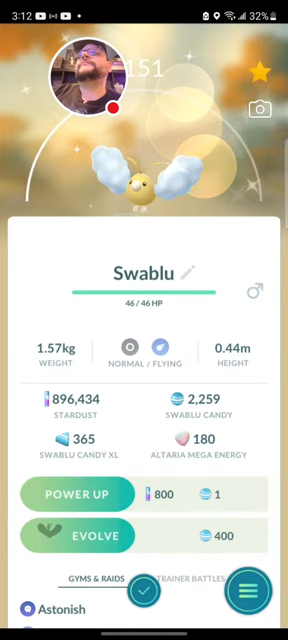 3:12 32%
151
Swablu
46 / 46 HP
1.57kg 0.44m
WEIGHT NORMAL / FLYING HEIGHT
896,434 2,259
STARDUST SWABLU CANDY
365 180
SWABLU CANDY XL ALTARIA MEGA ENERGY
POWER UP 800 1
EVOLVE 400
GYMS & RAIDS TRAINER BATTLES
Astonish